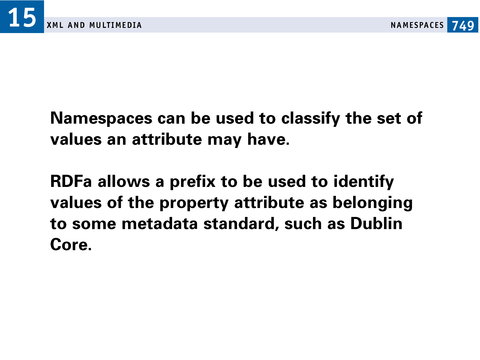 15
XML AND MULTIMEDIA
NAMESPACES 749
Namespaces can be used to classify the set of
values an attribute may have.
RDFa allows a prefix to be used to identify
values of the property attribute as belonging
to some metadata standard, such as Dublin
Core.